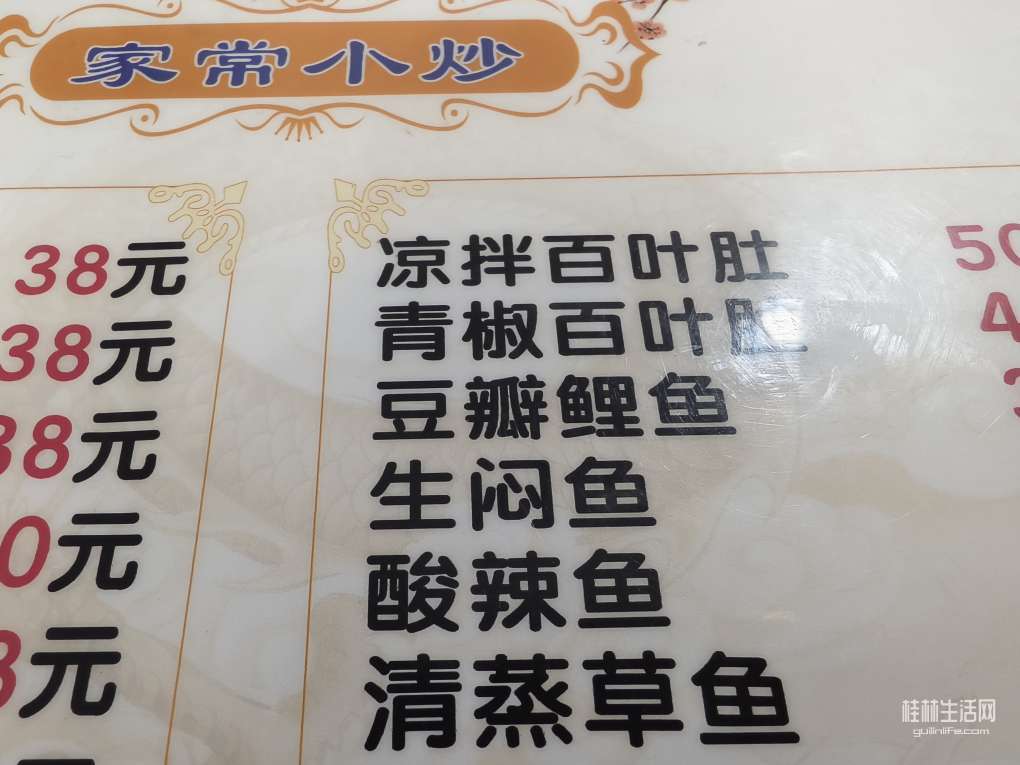 家常小炒
38元
38元
38元
元
元
凉拌百叶肚 50
青椒百叶肚
豆瓣鲤鱼
生闷鱼
酸辣鱼
清蒸草鱼
桂林生活网
guilinlife.com